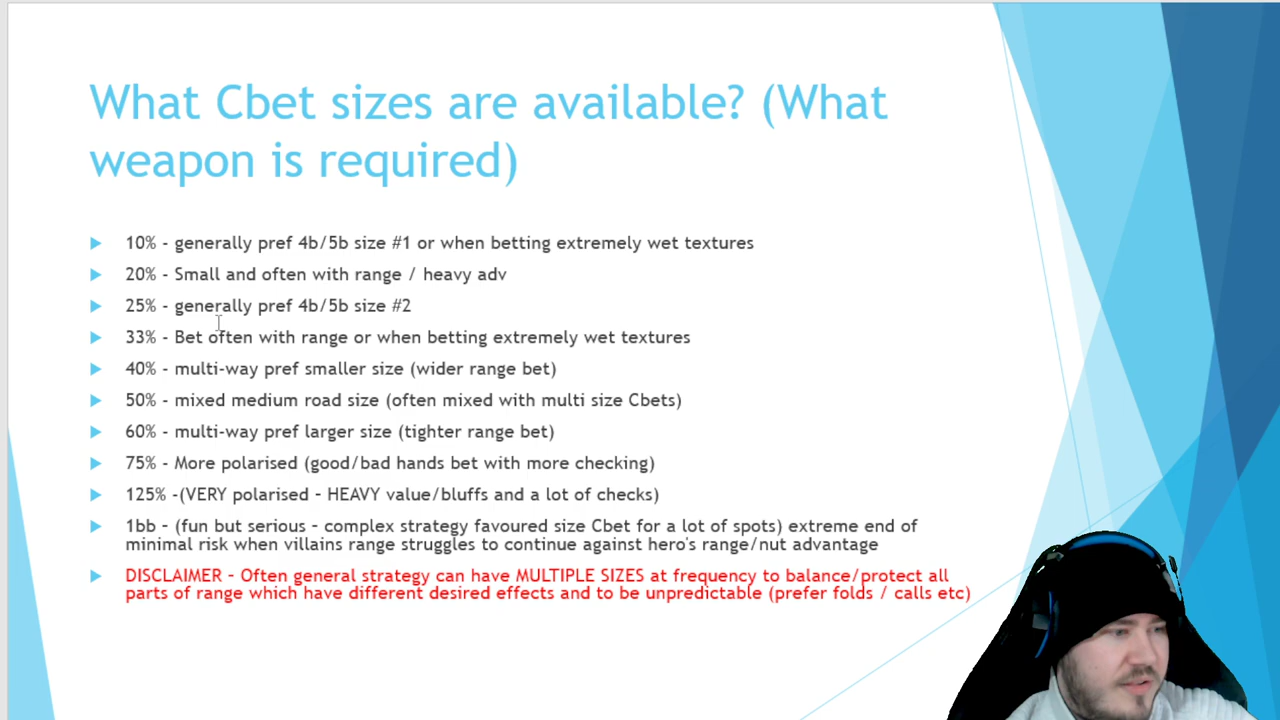 What Cbet sizes are available? (What
weapon is required)
10% - generally pref 4b/5b size #1 or when betting extremely wet textures
20% - Small and often with range / heavy adv
25% - generally pref 4b/5b size #2
33% - Bet often with range or when betting extremely wet textures
40% - multi-way pref smaller size (wider range bet)
50% - mixed medium road size (often mixed with multi size Cbets)
60% - multi-way pref larger size (tighter range bet)
75% - More polarised (good/bad hands bet with more checking)
125% -(VERY polarised – HEAVY value/bluffs and a lot of checks)
1bb – (fun but serious – complex strategy favoured size Cbet for a lot of spots) extreme end of
minimal risk when villains range struggles to continue against hero's range/nut advantage
DISCLAIMER – Often general strategy can have MULTIPLE SIZES at frequency to balance/protect all
parts of range which have different desired effects and to be unpredictable (prefer folds / calls etc)